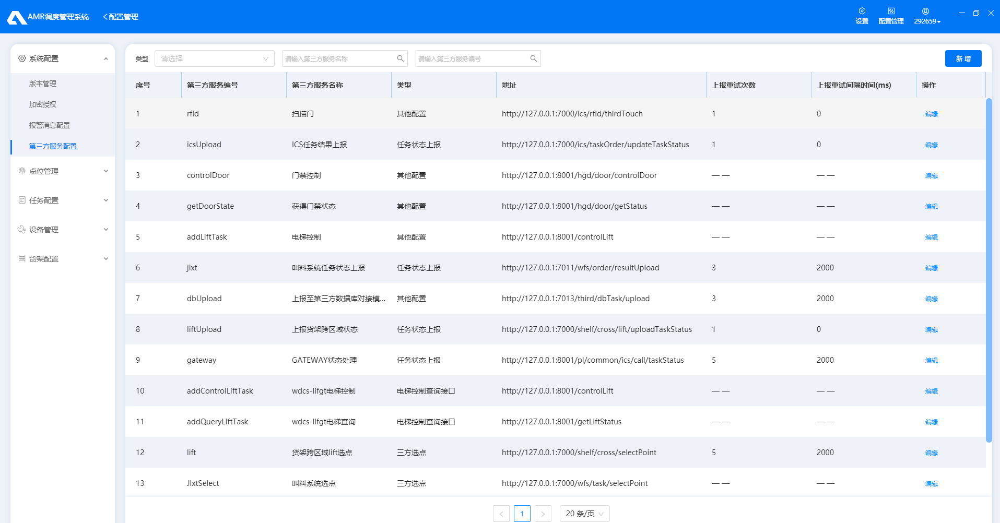 AMR调度管理系统 配置管理 设置 配置管理 292659
系统配置
版本管理
加密授权
报警消息配置
第三方服务配置
点位管理
任务配置
设备管理
货架配置
类型 请选择 请输入第三方服务名称 请输入第三方服务编号 新 增
序号 第三方服务编号 第三方服务名称 类型 地址 上报重试次数 上报重试间隔时间(ms) 操作
1 rfid 扫描门 其他配置 http://127.0.0.1:7000/ics/rfid/thirdTouch 1 0 编辑
2 icsUpload ICS任务结果上报 任务状态上报 http://127.0.0.1:7000/ics/taskOrder/updateTaskStatus 1 0 编辑
3 controlDoor 门禁控制 其他配置 http://127.0.0.1:8001/hgd/door/controlDoor — — — — 编辑
4 getDoorState 获得门禁状态 其他配置 http://127.0.0.1:8001/hgd/door/getStatus — — — — 编辑
5 addLiftTask 电梯控制 其他配置 http://127.0.0.1:8001/controlLift — — — — 编辑
6 jlxt 叫料系统任务状态上报 任务状态上报 http://127.0.0.1:7011/wfs/order/resultUpload 3 2000 编辑
7 dbUpload 上报至第三方数据库对接模... 其他配置 http://127.0.0.1:7013/third/dbTask/upload 3 2000 编辑
8 liftUpload 上报货架跨区域状态 任务状态上报 http://127.0.0.1:7000/shelf/cross/lift/uploadTaskStatus 1 0 编辑
9 gateway GATEWAY状态处理 任务状态上报 http://127.0.0.1:8001/pl/common/ics/call/taskStatus 5 2000 编辑
10 addControlLiftTask wdcs-lifgt电梯控制 电梯控制查询接口 http://127.0.0.1:8001/controlLift — — — — 编辑
11 addQueryLiftTask wdcs-lifgt电梯查询 电梯控制查询接口 http://127.0.0.1:8001/getLiftStatus — — — — 编辑
12 lift 货架跨区域lift选点 三方选点 http://127.0.0.1:7000/shelf/cross/selectPoint 5 2000 编辑
13 JlxtSelect 叫料系统选点 三方选点 http://127.0.0.1:7000/wfs/task/selectPoint — — — — 编辑
< 1 > 20 条/页